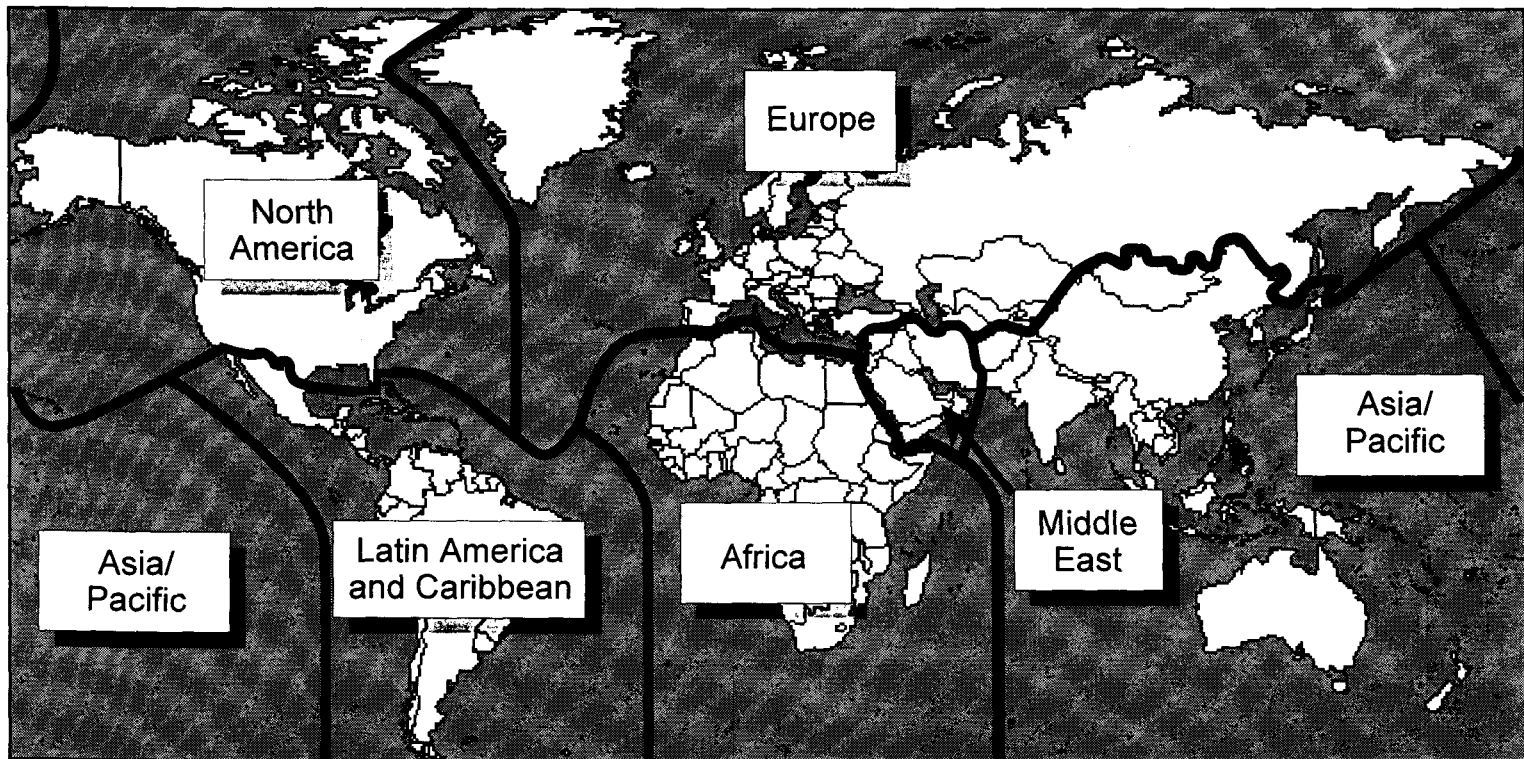 Europe
North
America
Asia/
Pacific
Asia/
Pacific
Latin America
and Caribbean
Africa
Middle
East